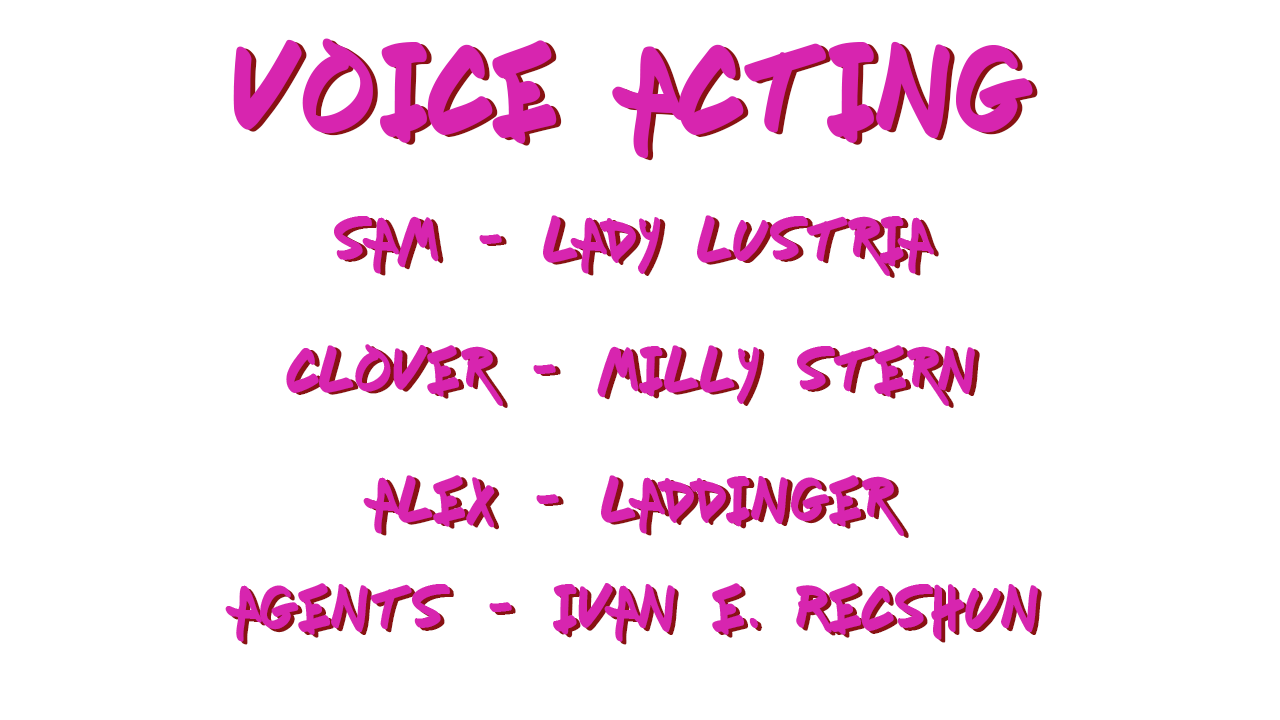 VOICE ACTING
SAM - LADY LUSTRIA
CLOVER - MILLY STERN
ALEX - LADDINGER
AGENTS - IVAN E. RECSHUN